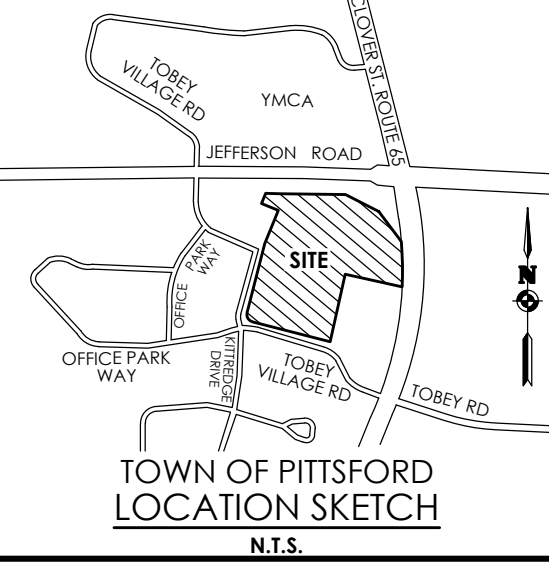 CLOVER ST. ROUTE 65
TOBEY
VILLAGE RD
YMCA
JEFFERSON ROAD
OFFICE
PARK
WAY
SITE
N
OFFICE PARK
WAY
KITTREDGE
DRIVE
TOBEY
VILLAGE RD
TOBEY RD
TOWN OF PITTSFORD
LOCATION SKETCH
N.T.S.